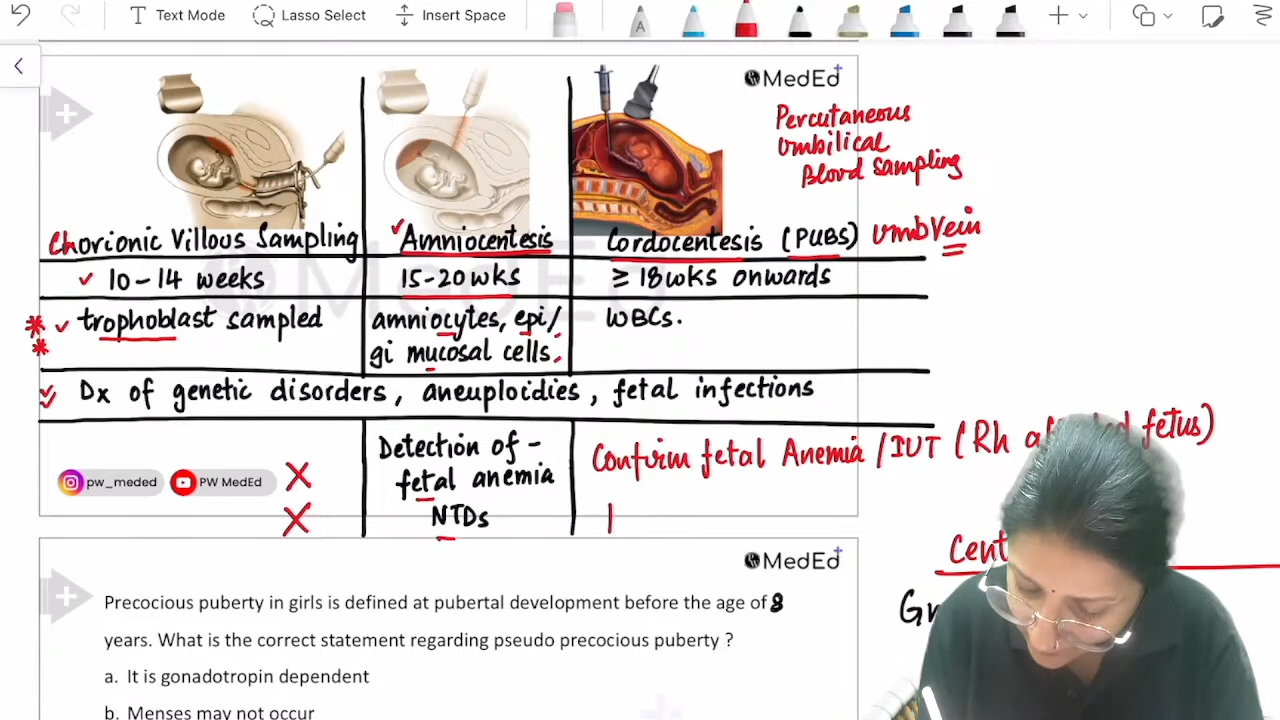 Text Mode
Lasso Select
Insert Space
A
MedEd
Percutaneous
Umbilical
Blood Sampling
Chorionic Villous Sampling
Amniocentesis
Cordocentesis (PUBS)
UmbVein
10-14 weeks
15-20 wks
≥ 18 wks onwards
trophoblast sampled
amniocytes, epi/
gi mucosal cells.
WBCs.
Dx of genetic disorders, aneuploidies, fetal infections
pw_meded
PW MedEd
X
X
Detection of -
fetal anemia
NTDs
Confirm fetal Anemia / IUT (Rh fetus)
MedEd
Precocious puberty in girls is defined at pubertal development before the age of 8
years. What is the correct statement regarding pseudo precocious puberty ?
a. It is gonadotropin dependent
b. Menses may not occur